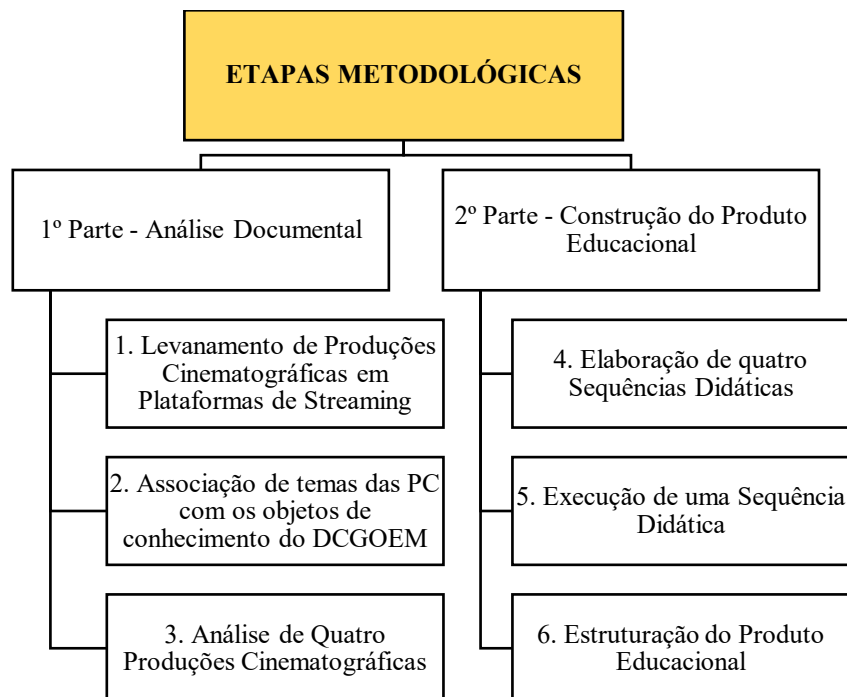 ETAPAS METODOLÓGICAS
1º Parte - Análise Documental
1. Levanamento de Produções
Cinematográficas em
Plataformas de Streaming
2. Associação de temas das PC
com os objetos de
conhecimento do DCGOEM
3. Análise de Quatro
Produções Cinematográficas
2º Parte - Construção do Produto
Educacional
4. Elaboração de quatro
Sequências Didáticas
5. Execução de uma Sequência
Didática
6. Estruturação do Produto
Educacional